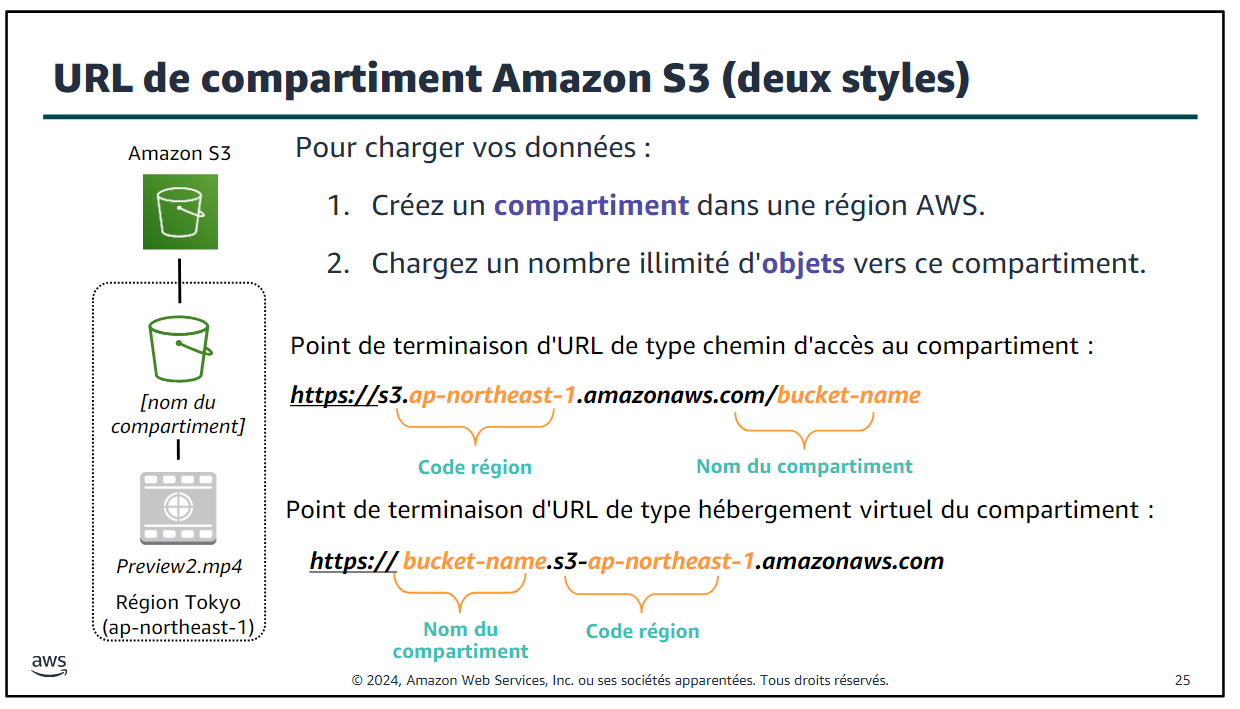 URL de compartiment Amazon S3 (deux styles)
Amazon S3
[nom du
compartiment]
Preview2.mp4
Région Tokyo
(ap-northeast-1)
Pour charger vos données :
1. Créez un compartiment dans une région AWS.
2. Chargez un nombre illimité d'objets vers ce compartiment.
Point de terminaison d'URL de type chemin d'accès au compartiment :
https://s3.ap-northeast-1.amazonaws.com/bucket-name
Code région
Nom du compartiment
Point de terminaison d'URL de type hébergement virtuel du compartiment :
https:// bucket-name.s3-ap-northeast-1.amazonaws.com
Nom du
compartiment
Code région
aws
© 2024, Amazon Web Services, Inc. ou ses sociétés apparentées. Tous droits réservés.
25